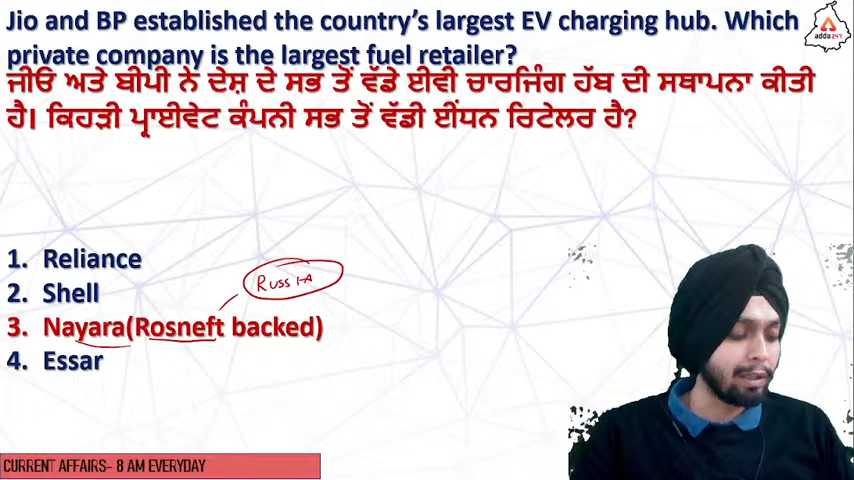 Jio and BP established the country's largest EV charging hub. Which
private company is the largest fuel retailer?
ਜੀਓ ਅਤੇ ਬੀਪੀ ਨੇ ਦੇਸ਼ ਦੇ ਸਭ ਤੋਂ ਵੱਡੇ ਈਵੀ ਚਾਰਜਿੰਗ ਹੱਬ ਦੀ ਸਥਾਪਨਾ ਕੀਤੀ
ਹੈ। ਕਿਹੜੀ ਪ੍ਰਾਈਵੇਟ ਕੰਪਨੀ ਸਭ ਤੋਂ ਵੱਡੀ ਈਂਧਨ ਰਿਟੇਲਰ ਹੈ?
adda247
1. Reliance
RUSSIA
2. Shell
3. Nayara(Rosneft backed)
4. Essar
CURRENT AFFAIRS- 8 AM EVERYDAY